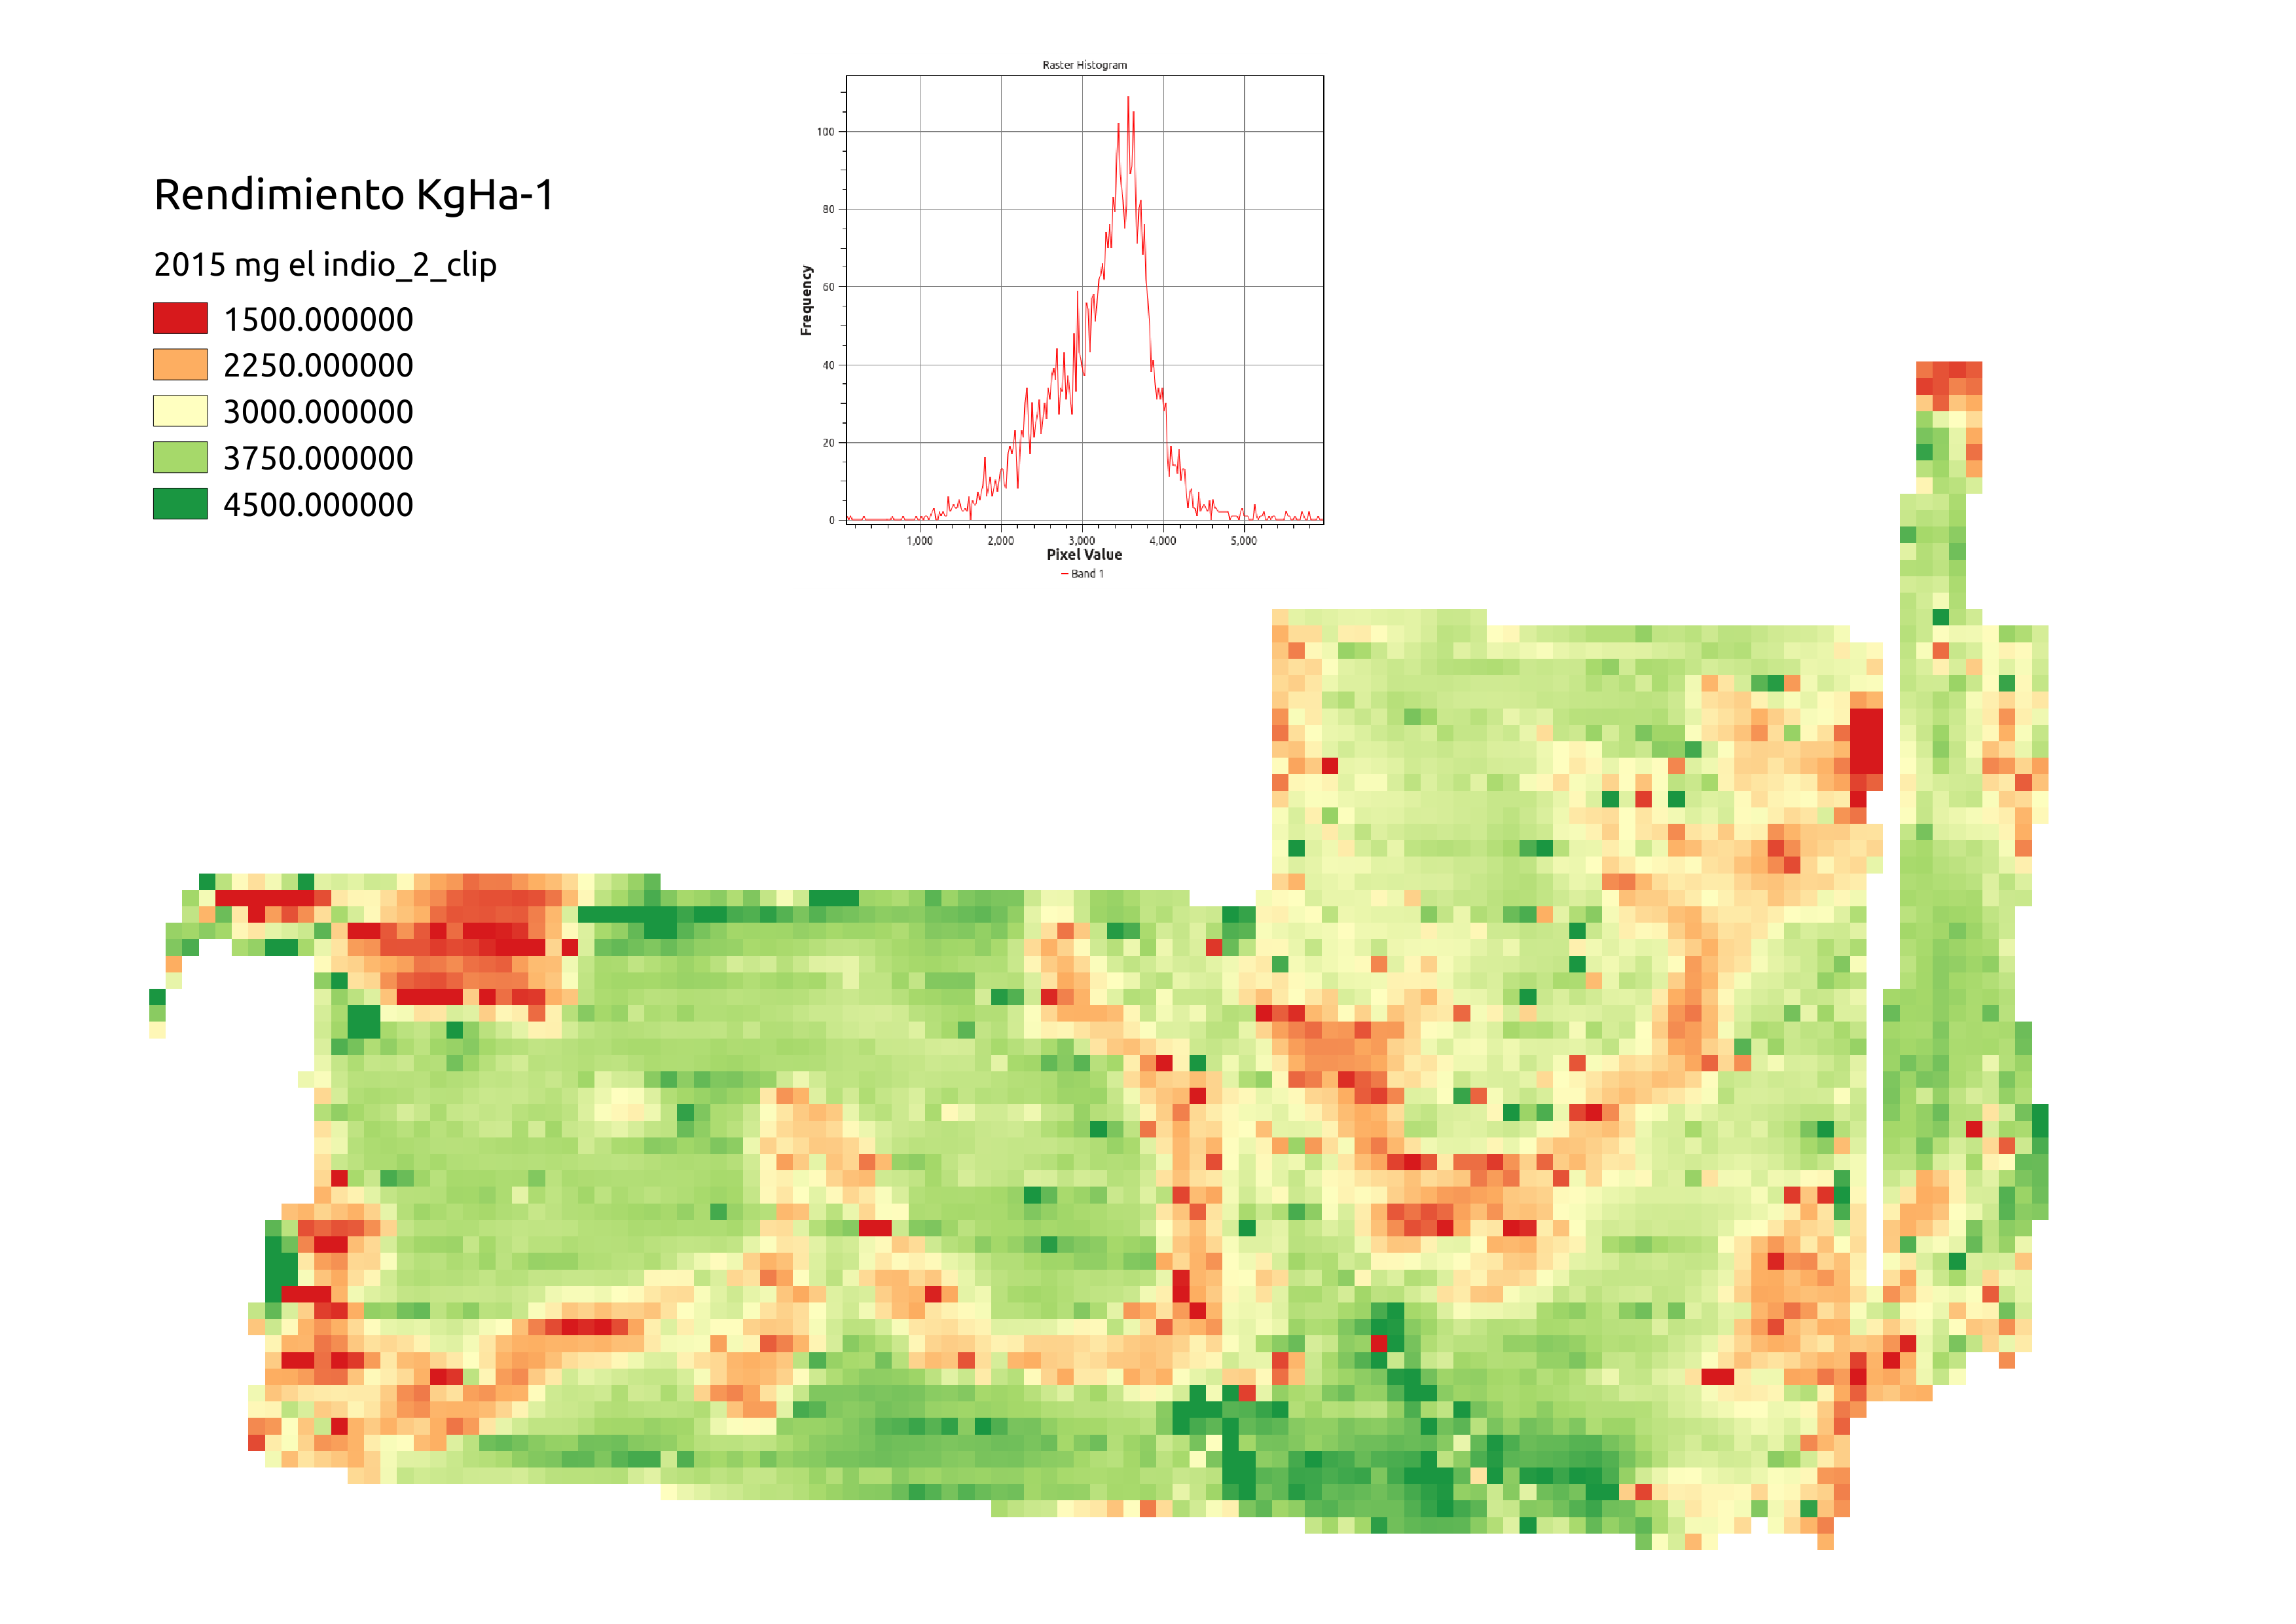 Raster Histogram
100
80
60
40
20
0
Frequency
1,000 2,000 3,000 4,000 5,000
Pixel Value
Band 1
Rendimiento KgHa-1
2015 mg el indio_2_clip
1500.000000
2250.000000
3000.000000
3750.000000
4500.000000